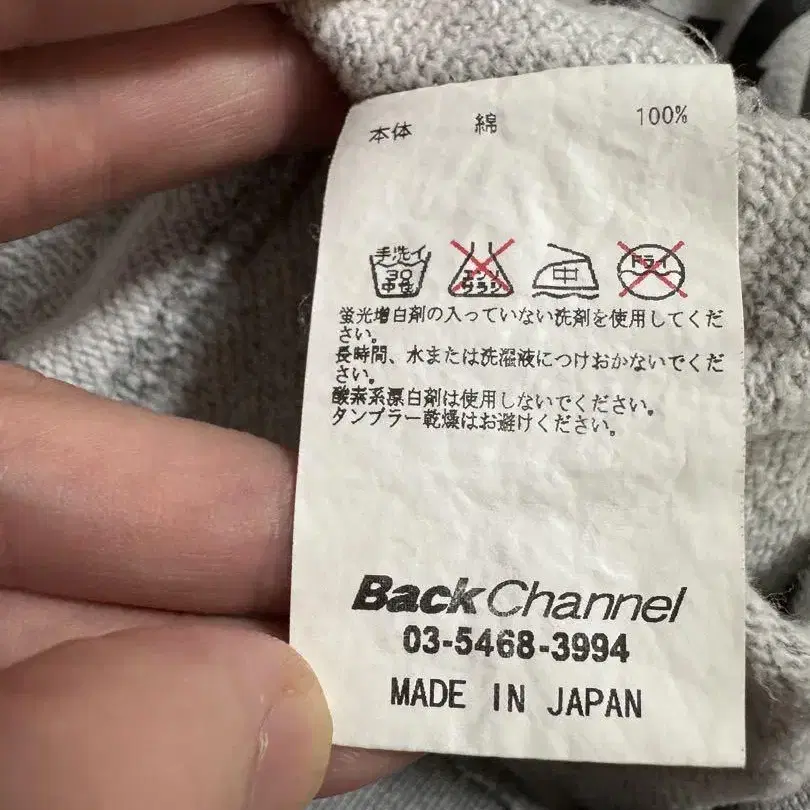 本体 綿 100%
手洗イ 30 中性
エンソ サラシ
中
ドライ
蛍光増白剤の入っていない洗剤を使用してくだ
さい。
長時間、水または洗濯液につけおかないでくだ
さい。
酸素系漂白剤は使用しないでください。
タンブラー乾燥はお避けください。
BackChannel
03-5468-3994
MADE IN JAPAN